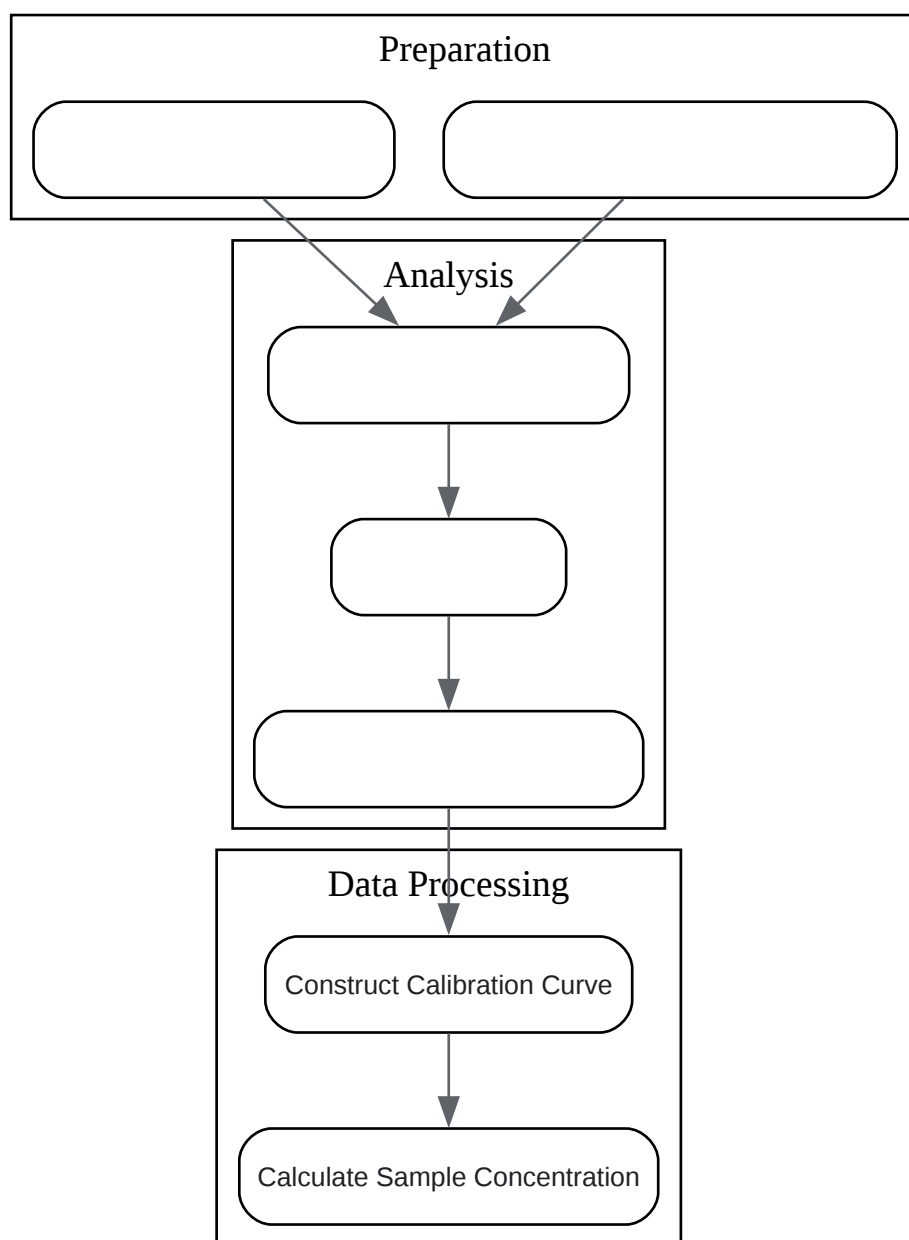 Preparation
Analysis
Data Processing
Construct Calibration Curve
Calculate Sample Concentration